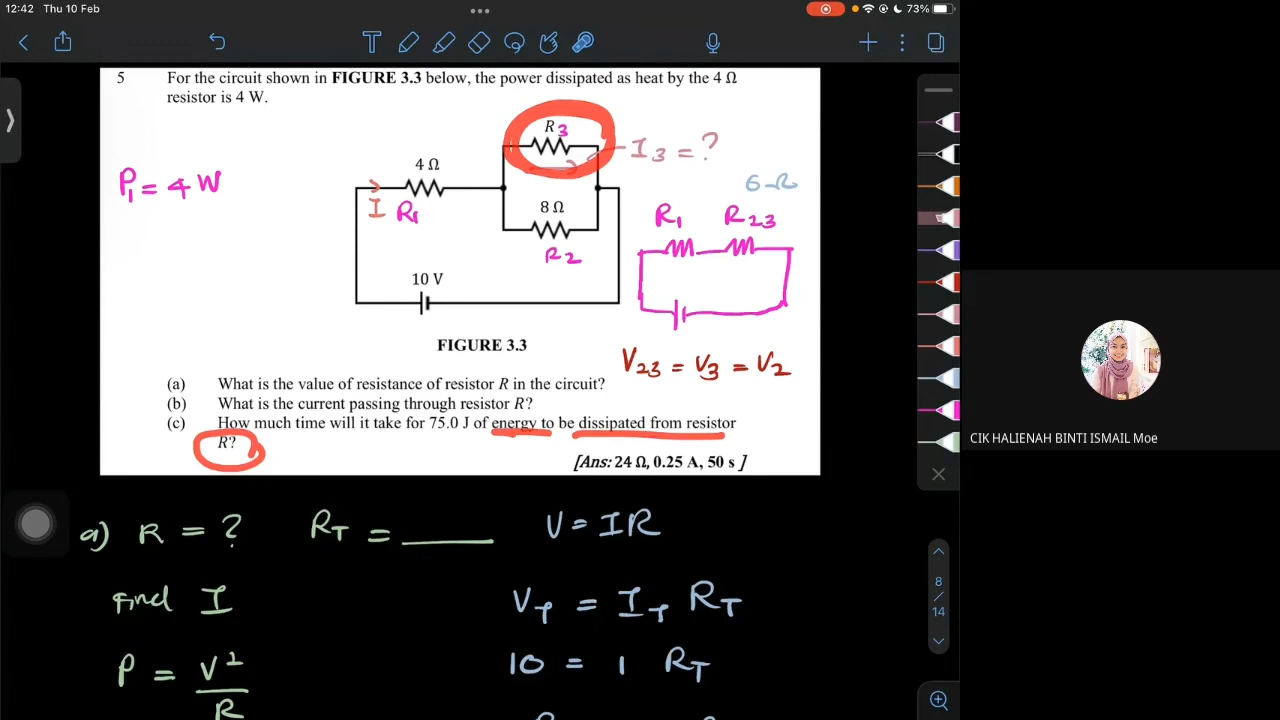 12:42 Thu 10 Feb
73%
5 For the circuit shown in FIGURE 3.3 below, the power dissipated as heat by the 4 Ω
resistor is 4 W.
R3
I3 = ?
4 Ω
6 Ω
P1 = 4 W
I R1
8 Ω
R1 R23
R2
10 V
FIGURE 3.3
V23 = V3 = V2
(a) What is the value of resistance of resistor R in the circuit?
(b) What is the current passing through resistor R?
(c) How much time will it take for 75.0 J of energy to be dissipated from resistor
R?
[Ans: 24 Ω, 0.25 A, 50 s ]
CIK HALIENAH BINTI ISMAIL Moe
a) R = ? RT = ____ V = IR
find I
VT = IT RT
8
/
14
P = V²
R
10 = 1 RT